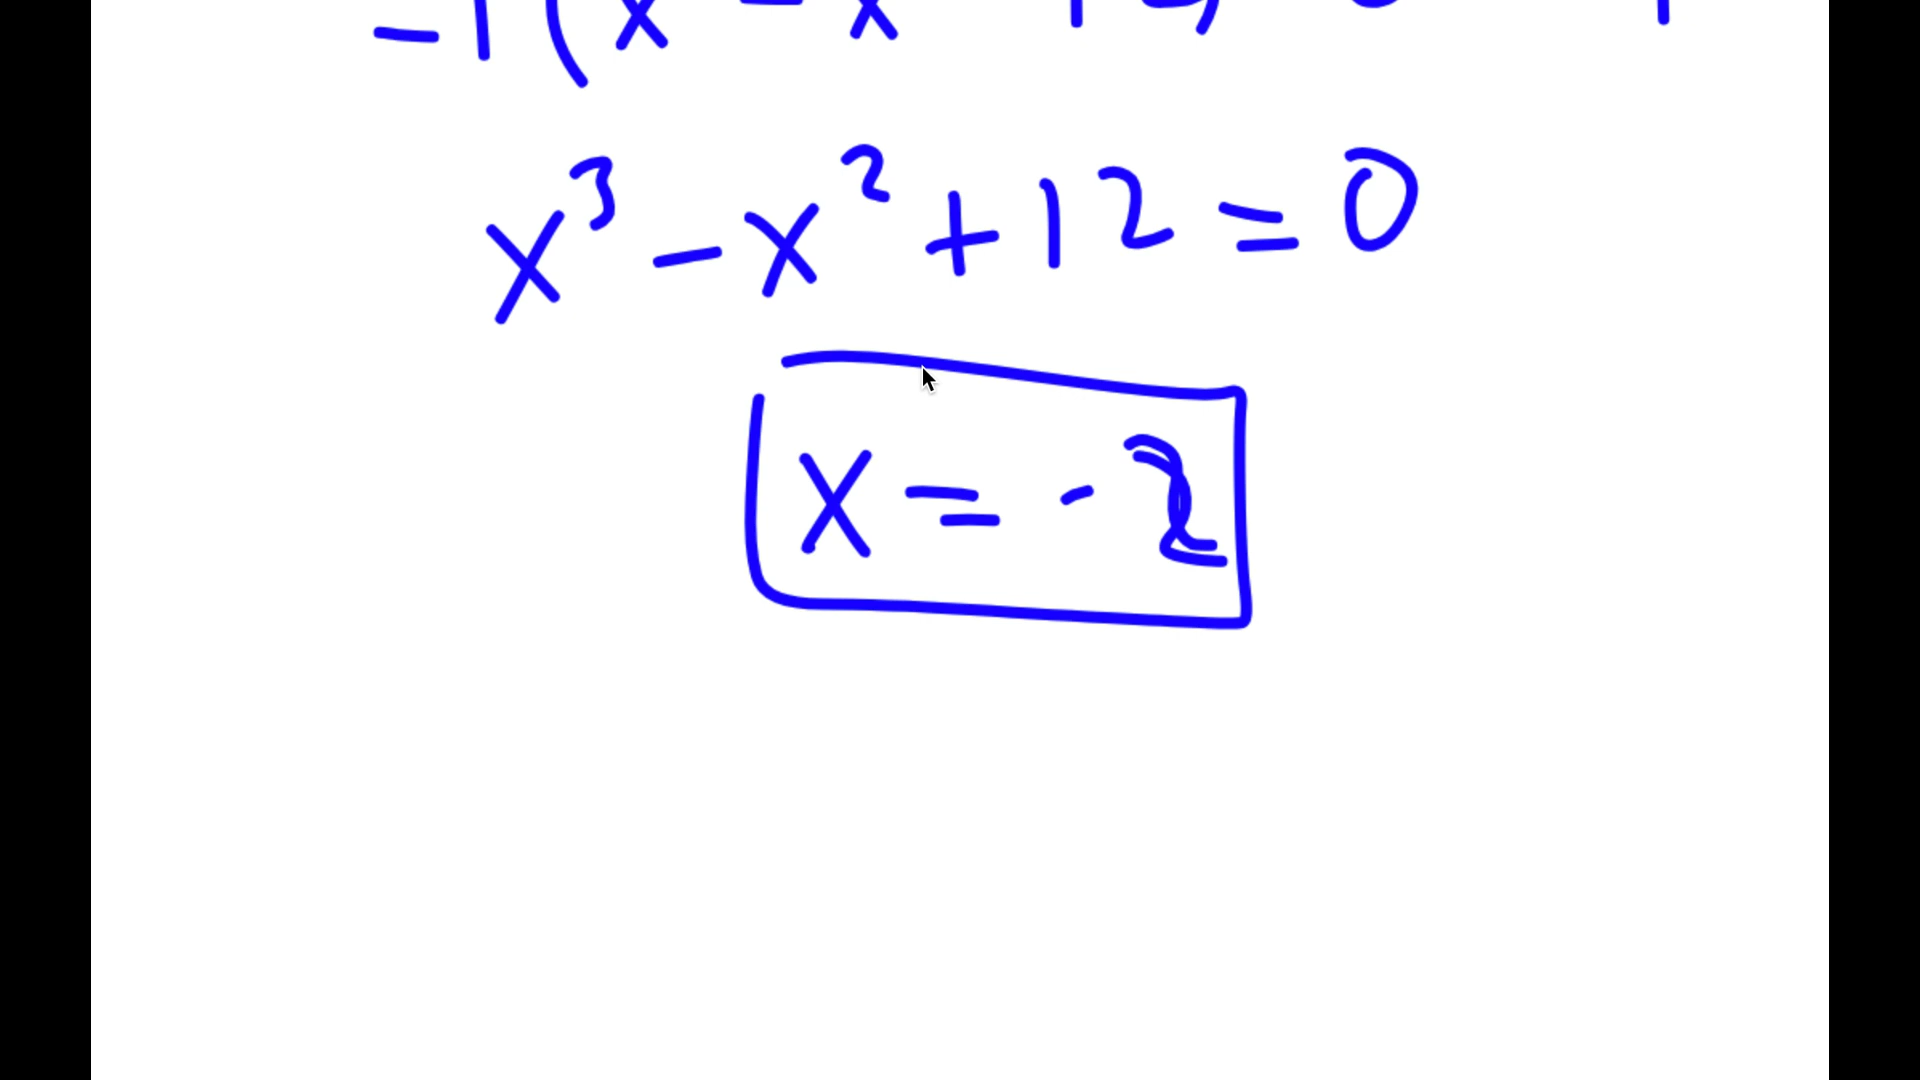 x³ - x² + 12 = 0
x = -2